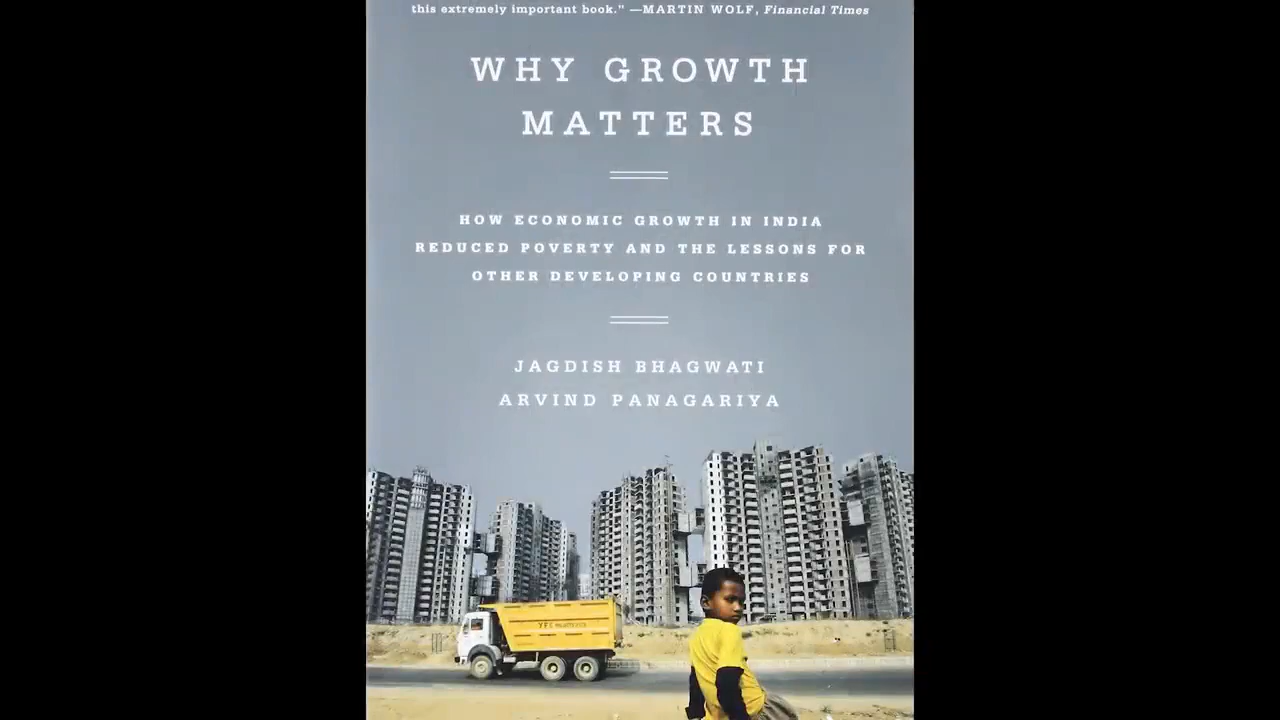 this extremely important book." —MARTIN WOLF, Financial Times
WHY GROWTH
MATTERS
HOW ECONOMIC GROWTH IN INDIA
REDUCED POVERTY AND THE LESSONS FOR
OTHER DEVELOPING COUNTRIES
JAGDISH BHAGWATI
ARVIND PANAGARIYA